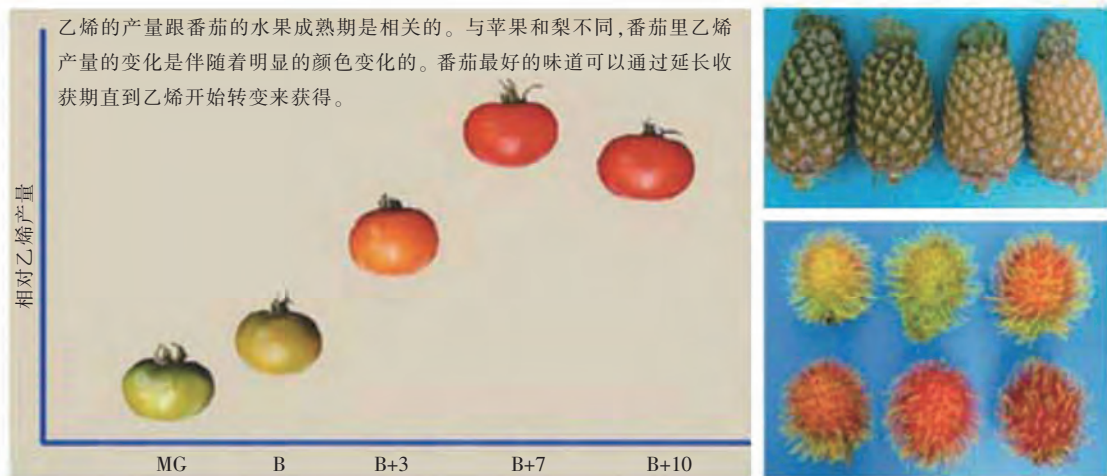 乙烯的产量跟番茄的水果成熟期是相关的。与苹果和梨不同,番茄里乙烯
产量的变化是伴随着明显的颜色变化的。番茄最好的味道可以通过延长收
获期直到乙烯开始转变来获得。
相对乙烯产量
MG B B+3 B+7 B+10